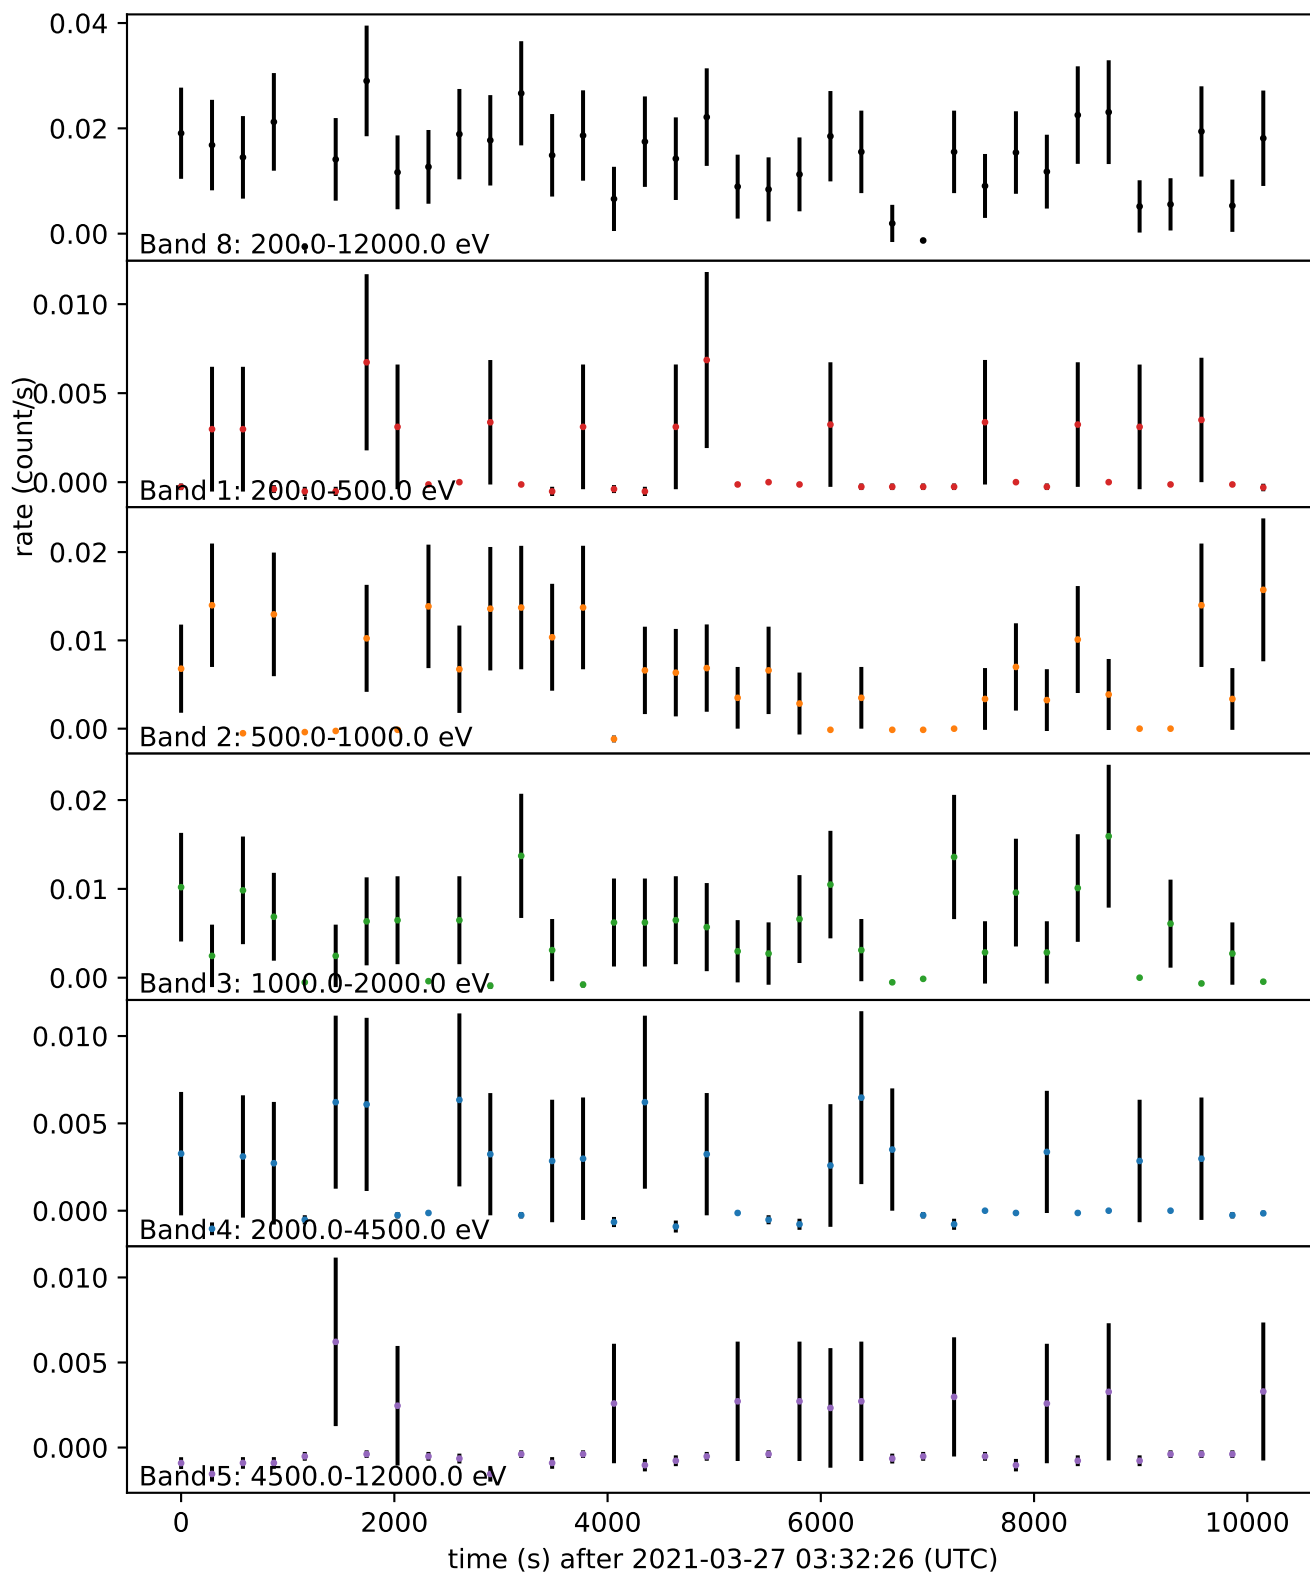 0.04
0.02
0.00
Band 8: 200.0-12000.0 eV
0.010
0.005
0.000
Band 1: 200.0-500.0 eV
rate (count/s)
0.02
0.01
0.00
Band 2: 500.0-1000.0 eV
0.02
0.01
0.00
Band 3: 1000.0-2000.0 eV
0.010
0.005
0.000
Band 4: 2000.0-4500.0 eV
0.010
0.005
0.000
Band 5: 4500.0-12000.0 eV
0 2000 4000 6000 8000 10000
time (s) after 2021-03-27 03:32:26 (UTC)